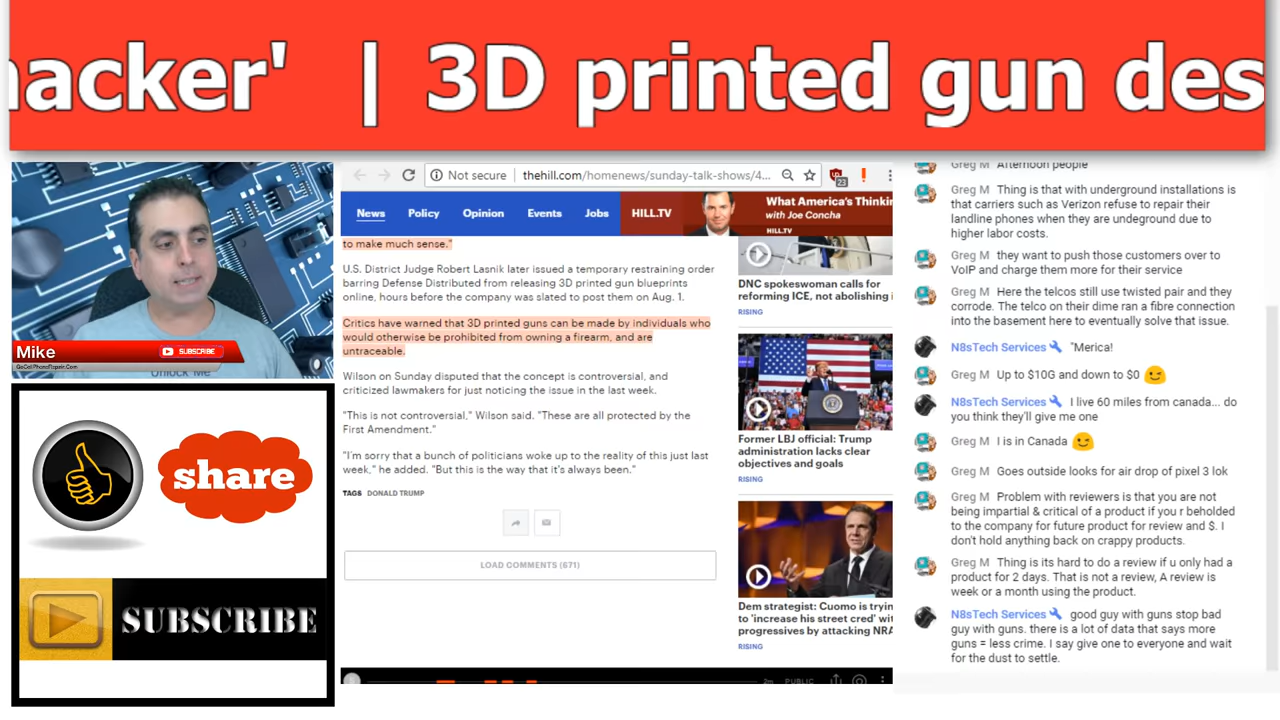 hacker' | 3D printed gun des
Mike
SUBSCRIBE
GoCellPhoneRepair.Com
Unlock Me
share
SUBSCRIBE
Not secure | thehill.com/homenews/sunday-talk-shows/4...
23
News Policy Opinion Events Jobs HILL.TV
What America's Thinkin
with Joe Concha
HILL.TV
to make much sense."
U.S. District Judge Robert Lasnik later issued a temporary restraining order
barring Defense Distributed from releasing 3D printed gun blueprints
online, hours before the company was slated to post them on Aug. 1.
Critics have warned that 3D printed guns can be made by individuals who
would otherwise be prohibited from owning a firearm, and are
untraceable.
Wilson on Sunday disputed that the concept is controversial, and
criticized lawmakers for just noticing the issue in the last week.
"This is not controversial," Wilson said. "These are all protected by the
First Amendment."
"I'm sorry that a bunch of politicians woke up to the reality of this just last
week," he added. "But this is the way that it's always been."
TAGS DONALD TRUMP
LOAD COMMENTS (671)
DNC spokeswoman calls for
reforming ICE, not abolishing i
RISING
Former LBJ official: Trump
administration lacks clear
objectives and goals
RISING
Dem strategist: Cuomo is tryin
to 'increase his street cred' wit
progressives by attacking NRA
RISING
2m PUBLIC
Greg M Afternoon people
Greg M Thing is that with underground installations is
that carriers such as Verizon refuse to repair their
landline phones when they are undeground due to
higher labor costs.
Greg M they want to push those customers over to
VoIP and charge them more for their service
Greg M Here the telcos still use twisted pair and they
corrode. The telco on their dime ran a fibre connection
into the basement here to eventually solve that issue.
N8sTech Services "Merica!
Greg M Up to $10G and down to $0
N8sTech Services I live 60 miles from canada... do
you think they'll give me one
Greg M I is in Canada
Greg M Goes outside looks for air drop of pixel 3 lok
Greg M Problem with reviewers is that you are not
being impartial & critical of a product if you r beholded
to the company for future product for review and $. I
don't hold anything back on crappy products.
Greg M Thing is its hard to do a review if u only had a
product for 2 days. That is not a review, A review is
week or a month using the product.
N8sTech Services good guy with guns stop bad
guy with guns. there is a lot of data that says more
guns = less crime. I say give one to everyone and wait
for the dust to settle.